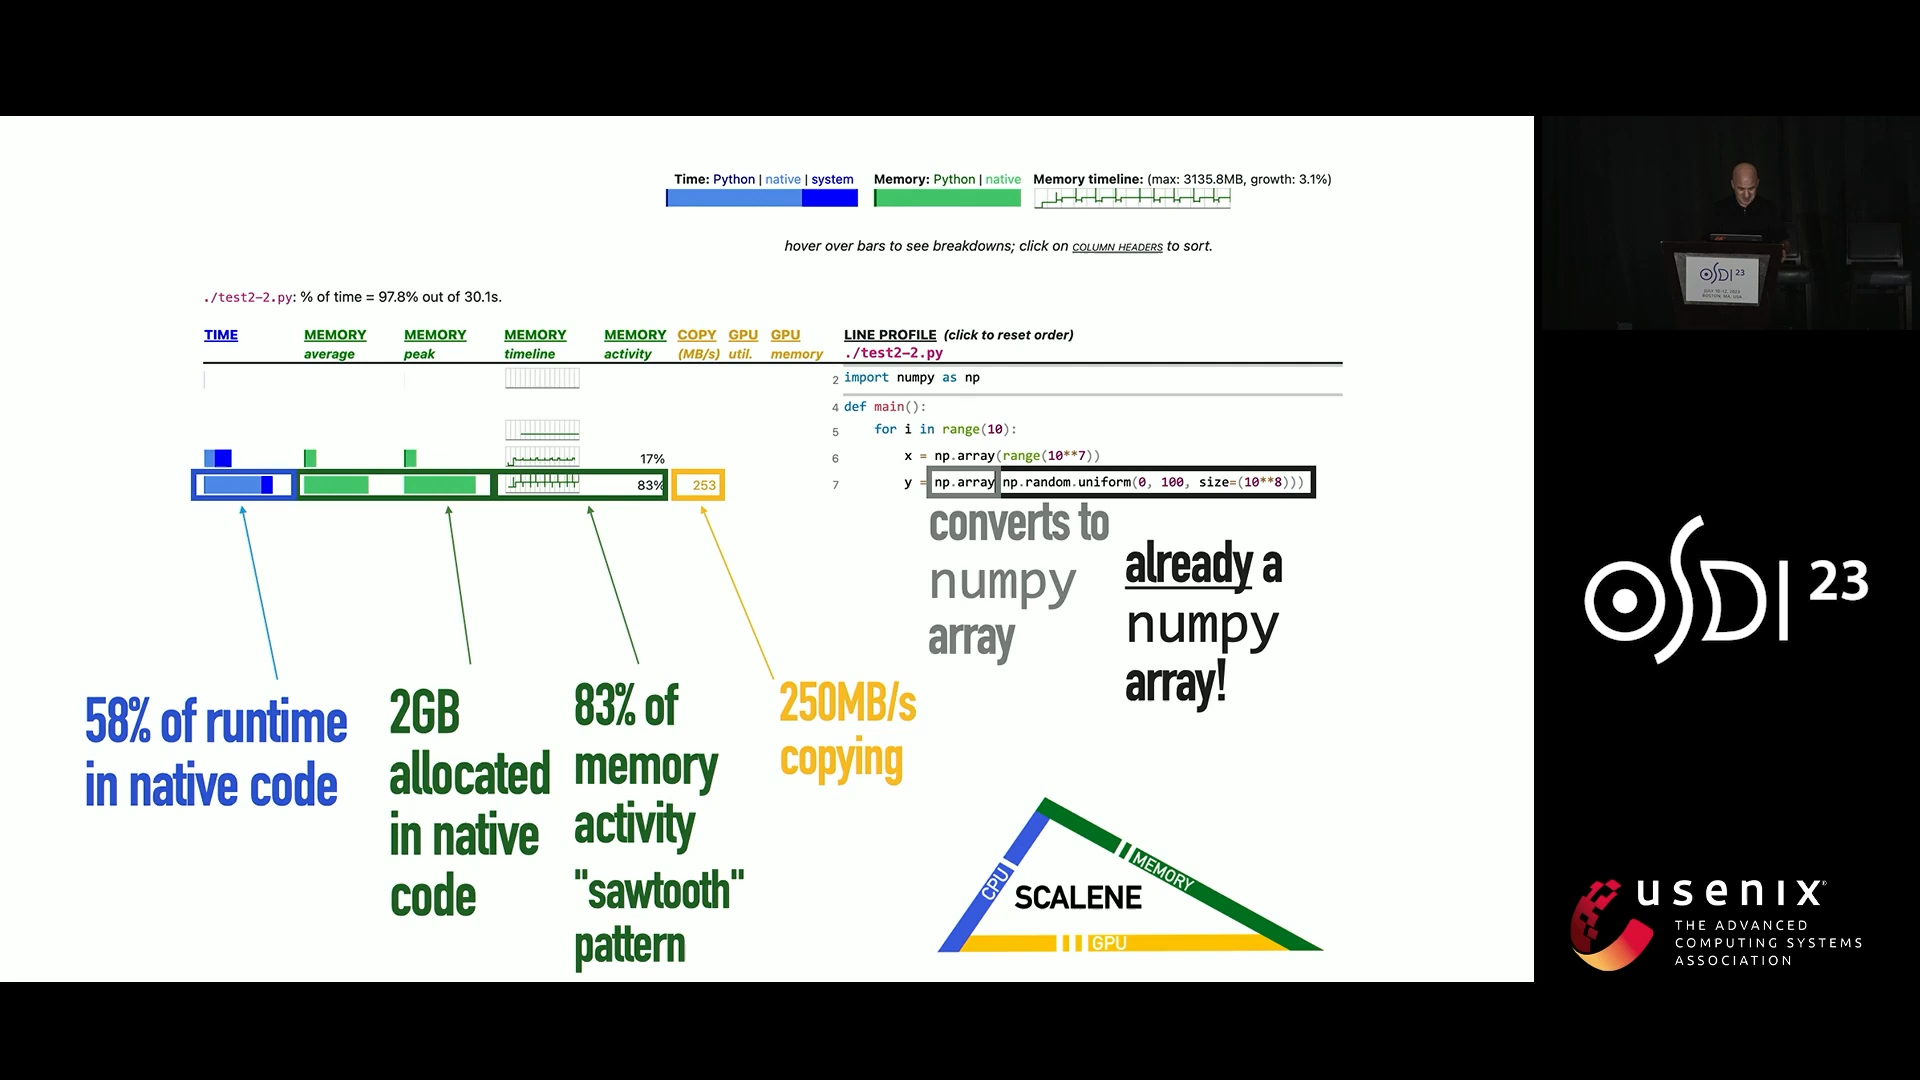 Time: Python | native | system
Memory: Python | native
Memory timeline: (max: 3135.8MB, growth: 3.1%)
hover over bars to see breakdowns; click on COLUMN HEADERS to sort.
./test2-2.py: % of time = 97.8% out of 30.1s.
TIME
MEMORY average
MEMORY peak
MEMORY timeline
MEMORY activity
COPY (MB/s)
GPU util.
GPU memory
LINE PROFILE (click to reset order)
./test2-2.py
2 import numpy as np
4 def main():
5 for i in range(10):
17%
6 x = np.array(range(10**7))
83%
253
7 y = np.array np.random.uniform(0, 100, size=(10**8)))
converts to
numpy
array
already a
numpy
array!
58% of runtime
in native code
2GB
allocated
in native
code
83% of
memory
activity
"sawtooth"
pattern
250MB/s
copying
CPU
MEMORY
SCALENE
GPU
OSDI 23
OSDI 23
JULY 10–12, 2023
BOSTON, MA, USA
usenix
THE ADVANCED
COMPUTING SYSTEMS
ASSOCIATION